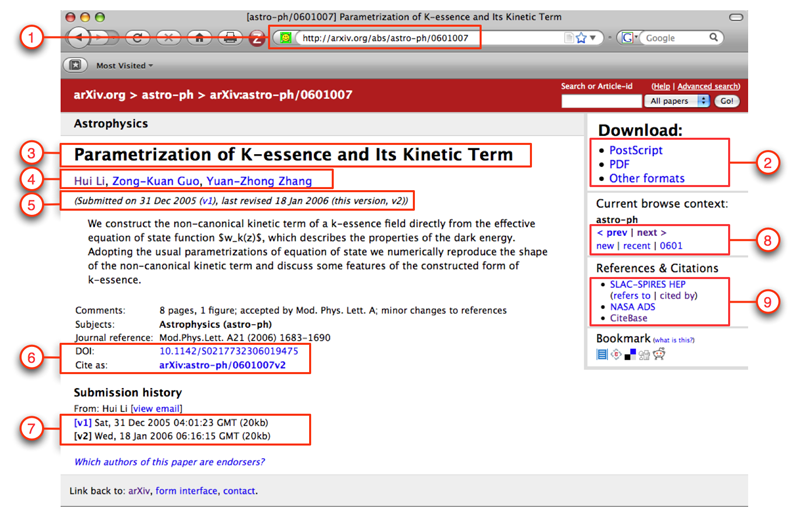 [astro-ph/0601007] Parametrization of K-essence and Its Kinetic Term
1
http://arxiv.org/abs/astro-ph/0601007
Google
Most Visited
arXiv.org > astro-ph > arXiv:astro-ph/0601007
Search or Article-id
(Help | Advanced search)
All papers
Go!
Astrophysics
3
Parametrization of K-essence and Its Kinetic Term
4
Hui Li, Zong-Kuan Guo, Yuan-Zhong Zhang
5
(Submitted on 31 Dec 2005 (v1), last revised 18 Jan 2006 (this version, v2))
We construct the non-canonical kinetic term of a k-essence field directly from the effective
equation of state function $w_k(z)$, which describes the properties of the dark energy.
Adopting the usual parametrizations of equation of state we numerically reproduce the shape
of the non-canonical kinetic term and discuss some features of the constructed form of
k-essence.
Comments: 8 pages, 1 figure; accepted by Mod. Phys. Lett. A; minor changes to references
Subjects: Astrophysics (astro-ph)
Journal reference: Mod.Phys.Lett. A21 (2006) 1683-1690
6
DOI: 10.1142/S0217732306019475
Cite as: arXiv:astro-ph/0601007v2
Submission history
From: Hui Li [view email]
7
[v1] Sat, 31 Dec 2005 04:01:23 GMT (20kb)
[v2] Wed, 18 Jan 2006 06:16:15 GMT (20kb)
Which authors of this paper are endorsers?
Link back to: arXiv, form interface, contact.
Download:
2
• PostScript
• PDF
• Other formats
Current browse context:
astro-ph
8
< prev | next >
new | recent | 0601
References & Citations
9
• SLAC-SPIRES HEP
(refers to | cited by)
• NASA ADS
• CiteBase
Bookmark (what is this?)